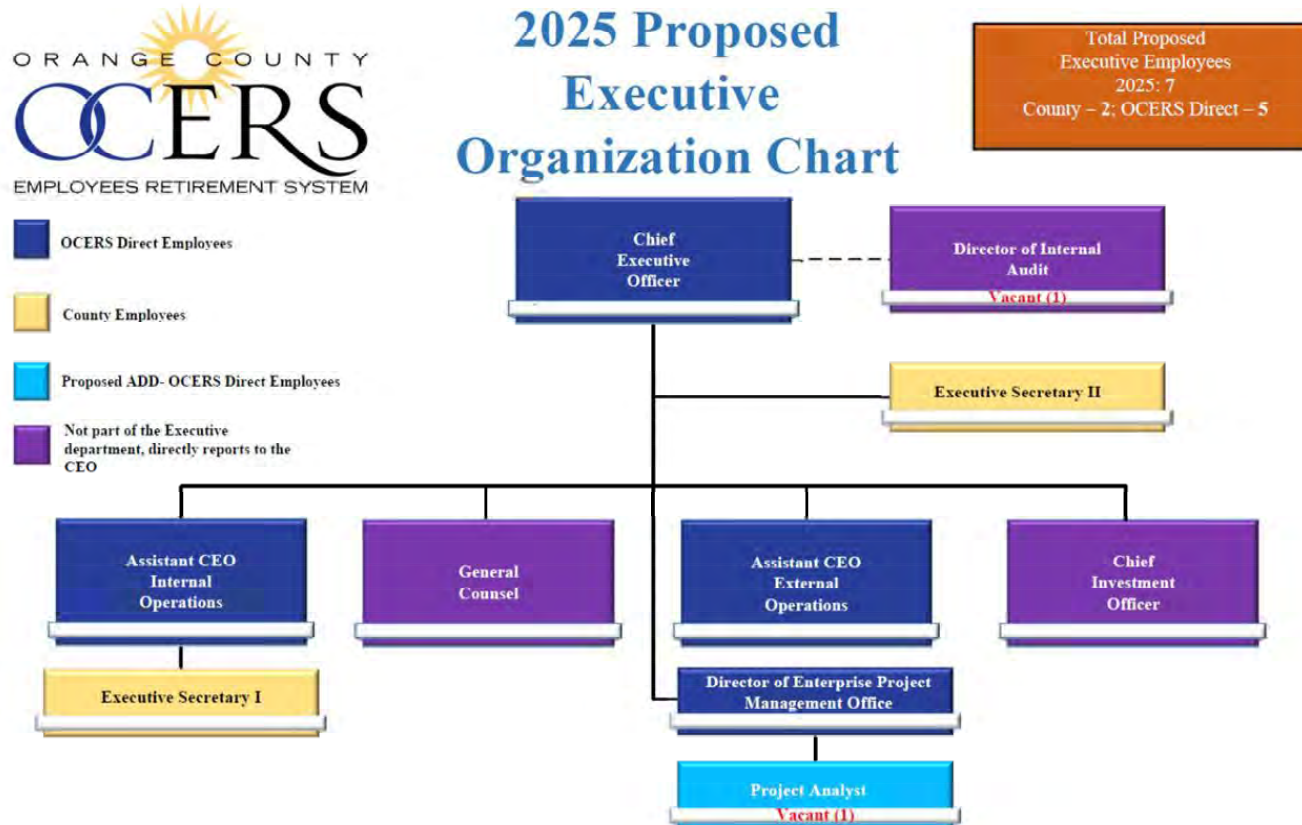 ORANGE COUNTY
OCERS
EMPLOYEES RETIREMENT SYSTEM
2025 Proposed
Executive
Organization Chart
Total Proposed
Executive Employees
2025: 7
County – 2; OCERS Direct – 5
OCERS Direct Employees
County Employees
Proposed ADD- OCERS Direct Employees
Not part of the Executive
department, directly reports to the
CEO
Chief
Executive
Officer
Director of Internal
Audit
Vacant (1)
Executive Secretary II
Assistant CEO
Internal
Operations
General
Counsel
Assistant CEO
External
Operations
Chief
Investment
Officer
Executive Secretary I
Director of Enterprise Project
Management Office
Project Analyst
Vacant (1)